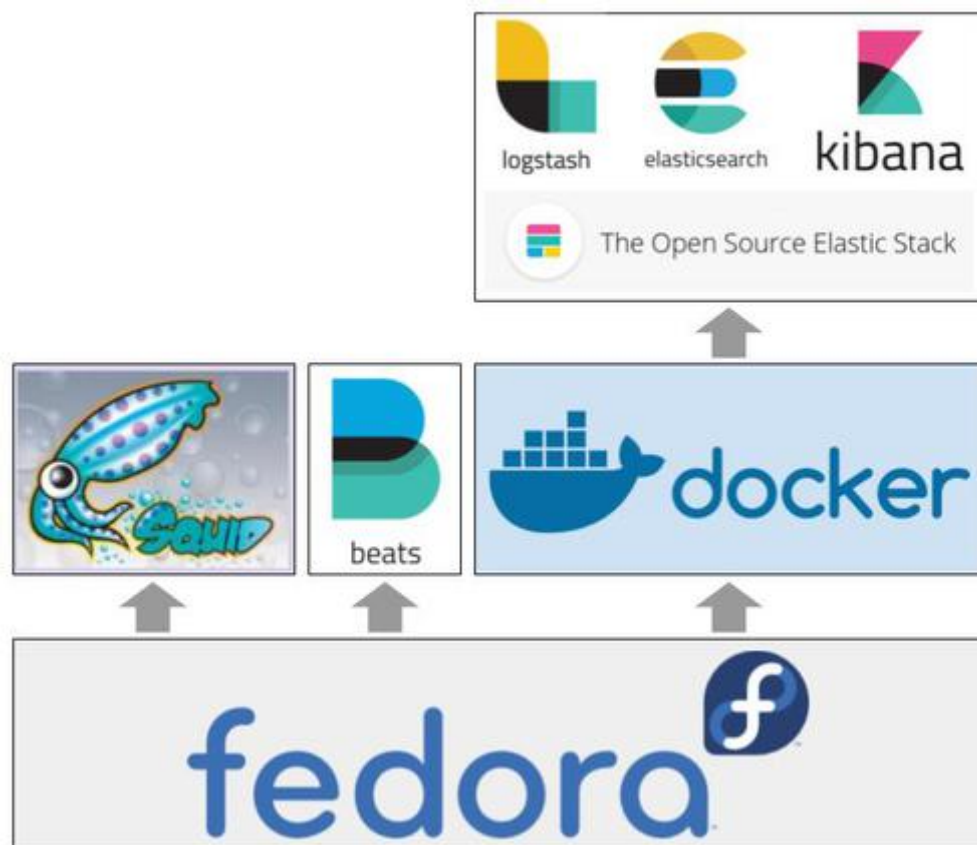 logstash elasticsearch kibana
The Open Source Elastic Stack
SQUID
beats
docker
fedora